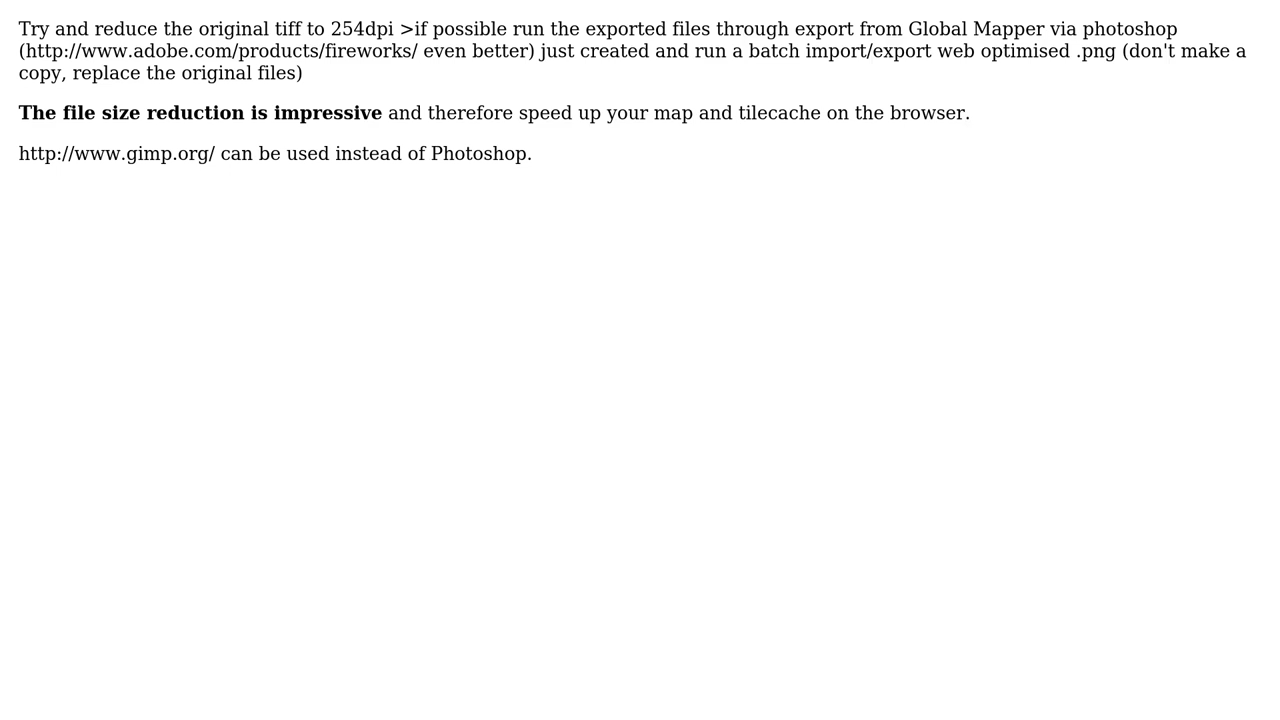 Try and reduce the original tiff to 254dpi >if possible run the exported files through export from Global Mapper via photoshop
(http://www.adobe.com/products/fireworks/ even better) just created and run a batch import/export web optimised .png (don't make a
copy, replace the original files)
The file size reduction is impressive and therefore speed up your map and tilecache on the browser.
http://www.gimp.org/ can be used instead of Photoshop.